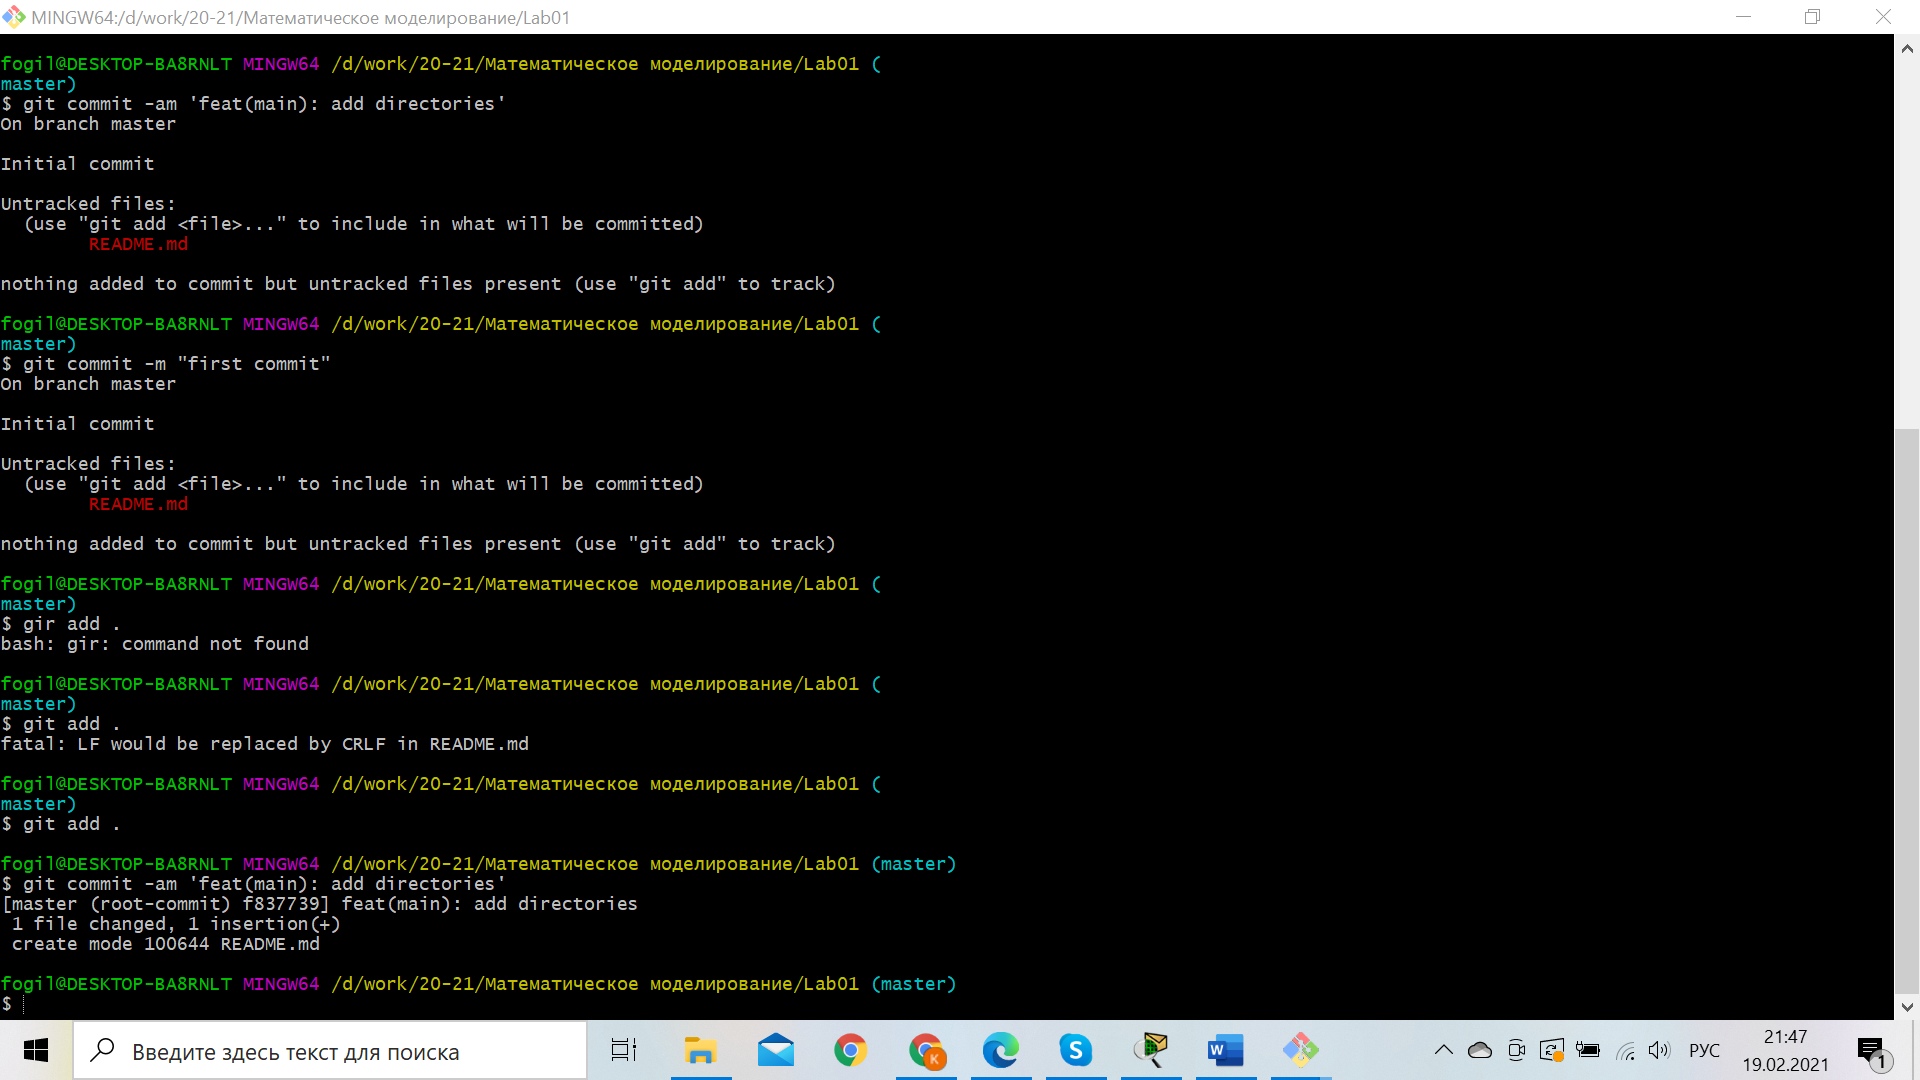 MINGW64:/d/work/20-21/Математическое моделирование/Lab01
fogil@DESKTOP-BA8RNLT MINGW64 /d/work/20-21/Математическое моделирование/Lab01 (
master)
$ git commit -am 'feat(main): add directories'
On branch master
Initial commit
Untracked files:
  (use "git add <file>..." to include in what will be committed)
        README.md
nothing added to commit but untracked files present (use "git add" to track)
fogil@DESKTOP-BA8RNLT MINGW64 /d/work/20-21/Математическое моделирование/Lab01 (
master)
$ git commit -m "first commit"
On branch master
Initial commit
Untracked files:
  (use "git add <file>..." to include in what will be committed)
        README.md
nothing added to commit but untracked files present (use "git add" to track)
fogil@DESKTOP-BA8RNLT MINGW64 /d/work/20-21/Математическое моделирование/Lab01 (
master)
$ gir add .
bash: gir: command not found
fogil@DESKTOP-BA8RNLT MINGW64 /d/work/20-21/Математическое моделирование/Lab01 (
master)
$ git add .
fatal: LF would be replaced by CRLF in README.md
fogil@DESKTOP-BA8RNLT MINGW64 /d/work/20-21/Математическое моделирование/Lab01 (
master)
$ git add .
fogil@DESKTOP-BA8RNLT MINGW64 /d/work/20-21/Математическое моделирование/Lab01 (master)
$ git commit -am 'feat(main): add directories'
[master (root-commit) f837739] feat(main): add directories
 1 file changed, 1 insertion(+)
 create mode 100644 README.md
fogil@DESKTOP-BA8RNLT MINGW64 /d/work/20-21/Математическое моделирование/Lab01 (master)
$
Введите здесь текст для поиска
K
S
W
РУС
21:47
19.02.2021
1